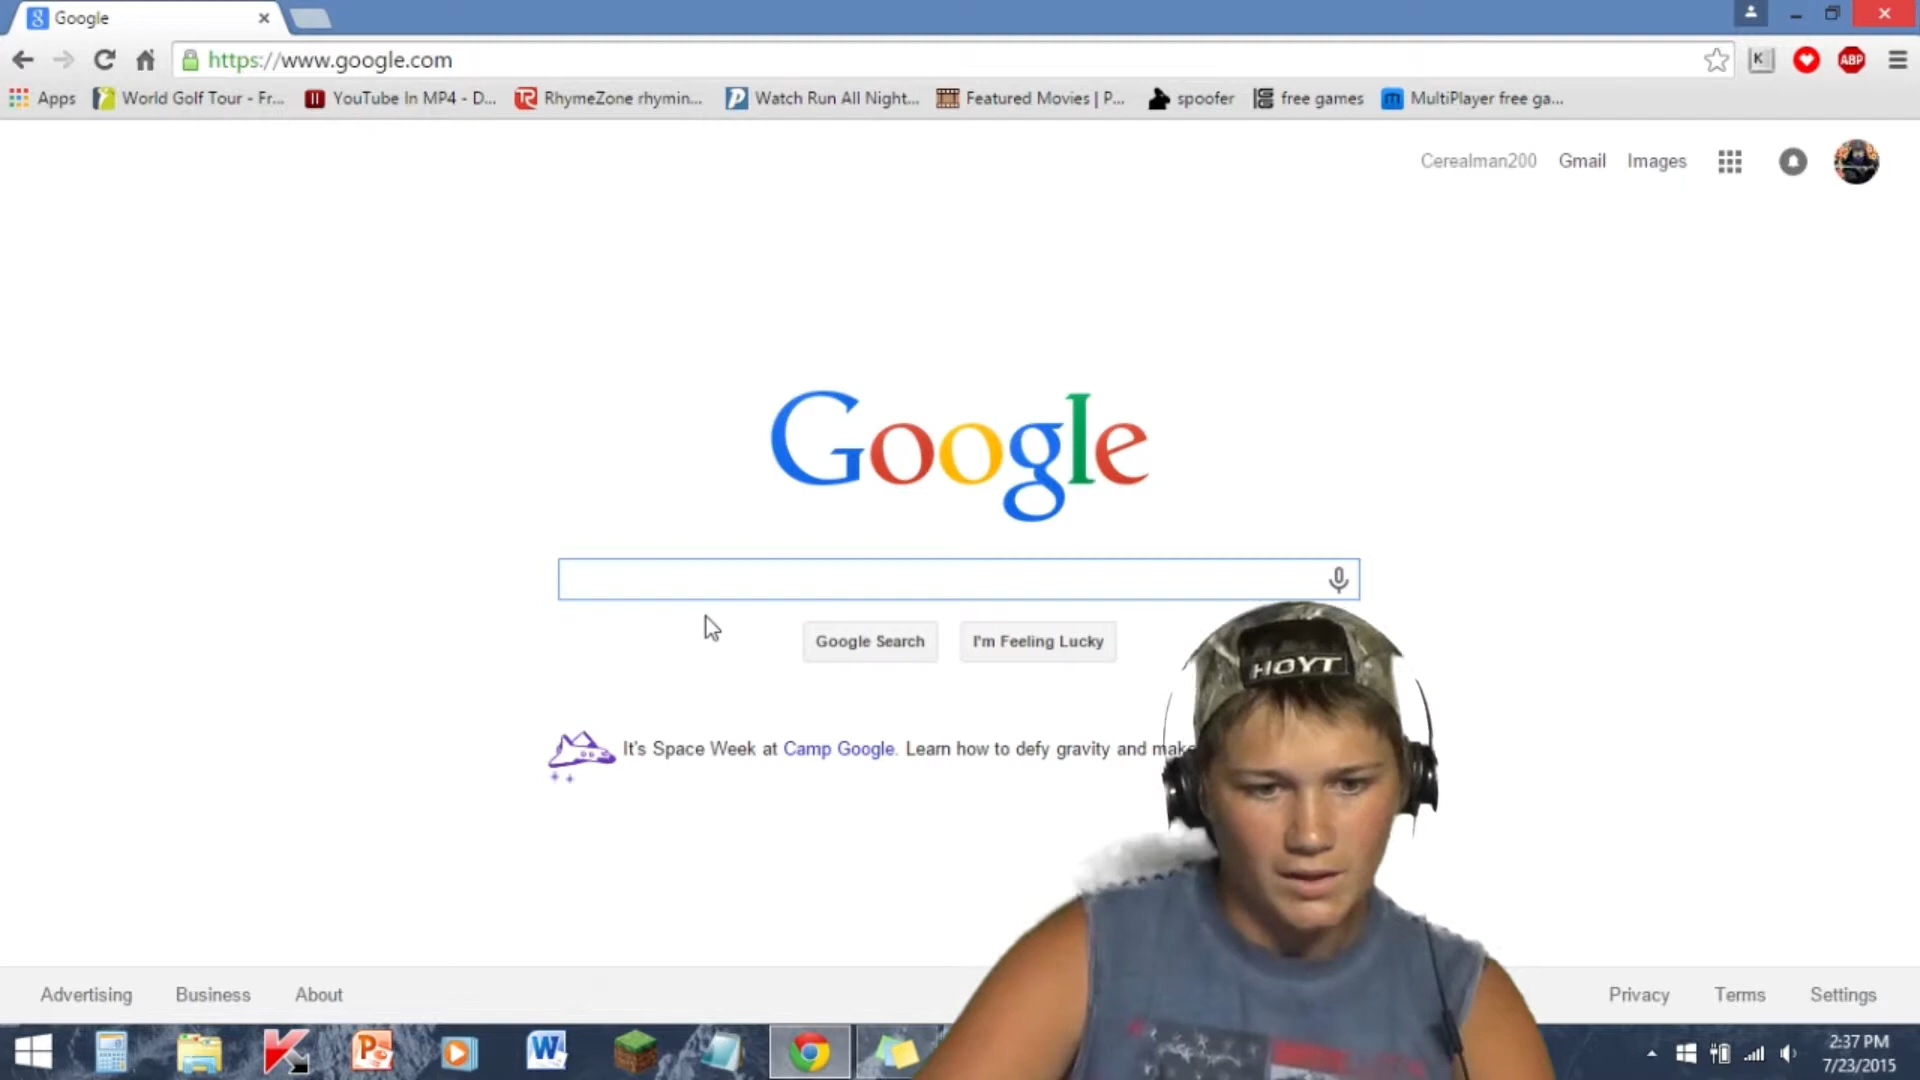 Google
https://www.google.com
Apps World Golf Tour - Fr... YouTube In MP4 - D... RhymeZone rhymin... Watch Run All Night... Featured Movies | P... spoofer free games MultiPlayer free ga...
Cerealman200 Gmail Images
Google
Google Search I'm Feeling Lucky
HOYT
It's Space Week at Camp Google. Learn how to defy gravity and make
Advertising Business About Privacy Terms Settings
2:37 PM
7/23/2015